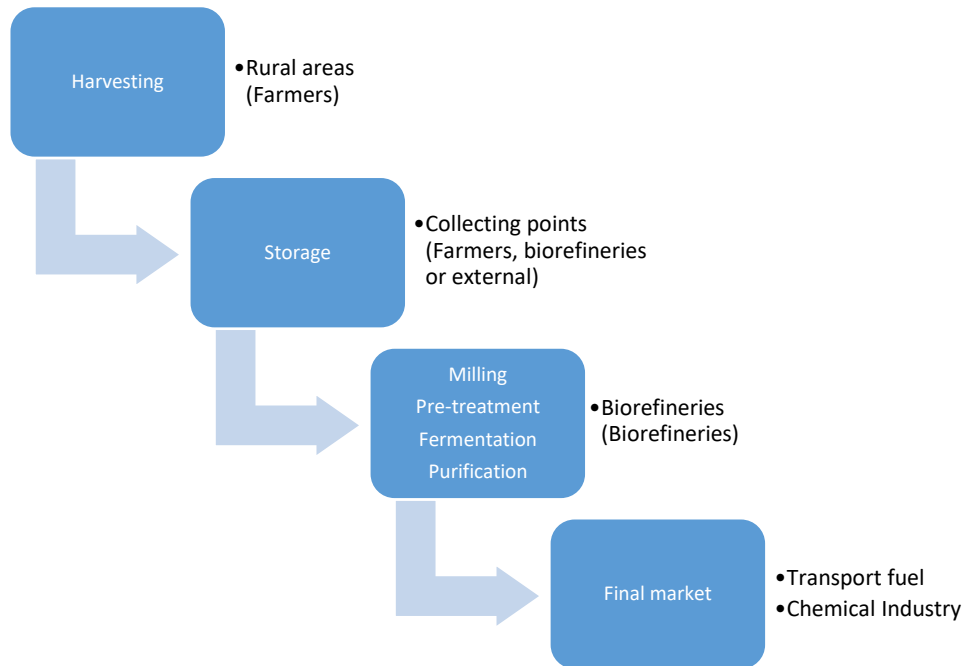 Harvesting
•Rural areas
(Farmers)
Storage
•Collecting points
(Farmers, biorefineries
or external)
Milling
Pre-treatment
Fermentation
Purification
•Biorefineries
(Biorefineries)
Final market
•Transport fuel
•Chemical Industry